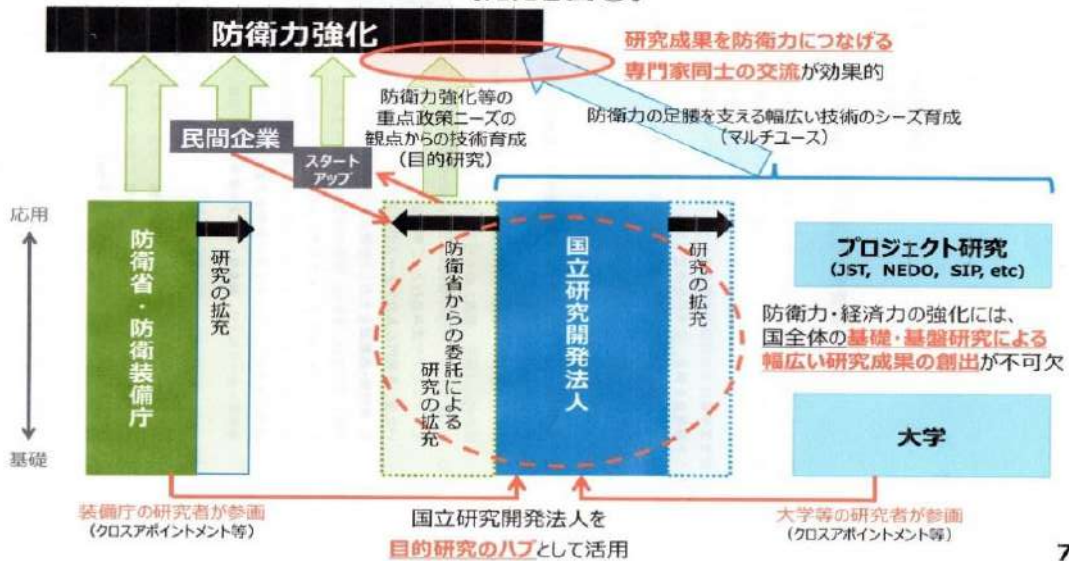 防衛力強化
研究成果を防衛力につなげる
専門家同士の交流が効果的
防衛力強化等の
重点政策ニーズの
観点からの技術育成
（目的研究）
防衛力の足腰を支える幅広い技術のシーズ育成
（マルチユース）
民間企業
スタート
アップ
応用
基礎
防衛省・防衛装備庁
研究の拡充
防衛省からの委託による
研究の拡充
国立研究開発法人
研究の拡充
プロジェクト研究
(JST, NEDO, SIP, etc)
防衛力・経済力の強化には、
国全体の基礎・基盤研究による
幅広い研究成果の創出が不可欠
大学
装備庁の研究者が参画
(クロスアポイントメント等)
国立研究開発法人を
目的研究のハブとして活用
大学等の研究者が参画
(クロスアポイントメント等)
7